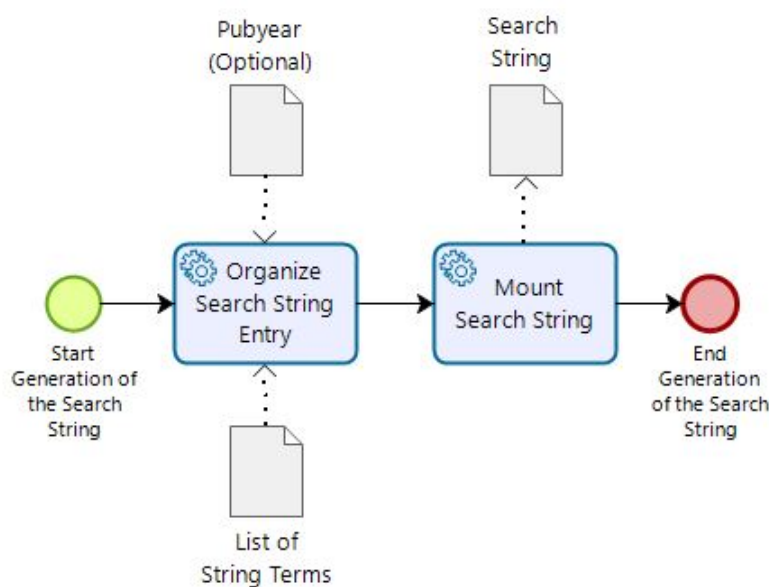 Pubyear
(Optional)
Search
String
Organize
Search String
Entry
Mount
Search String
Start
Generation of
the Search
String
End
Generation
of the Search
String
List of
String Terms